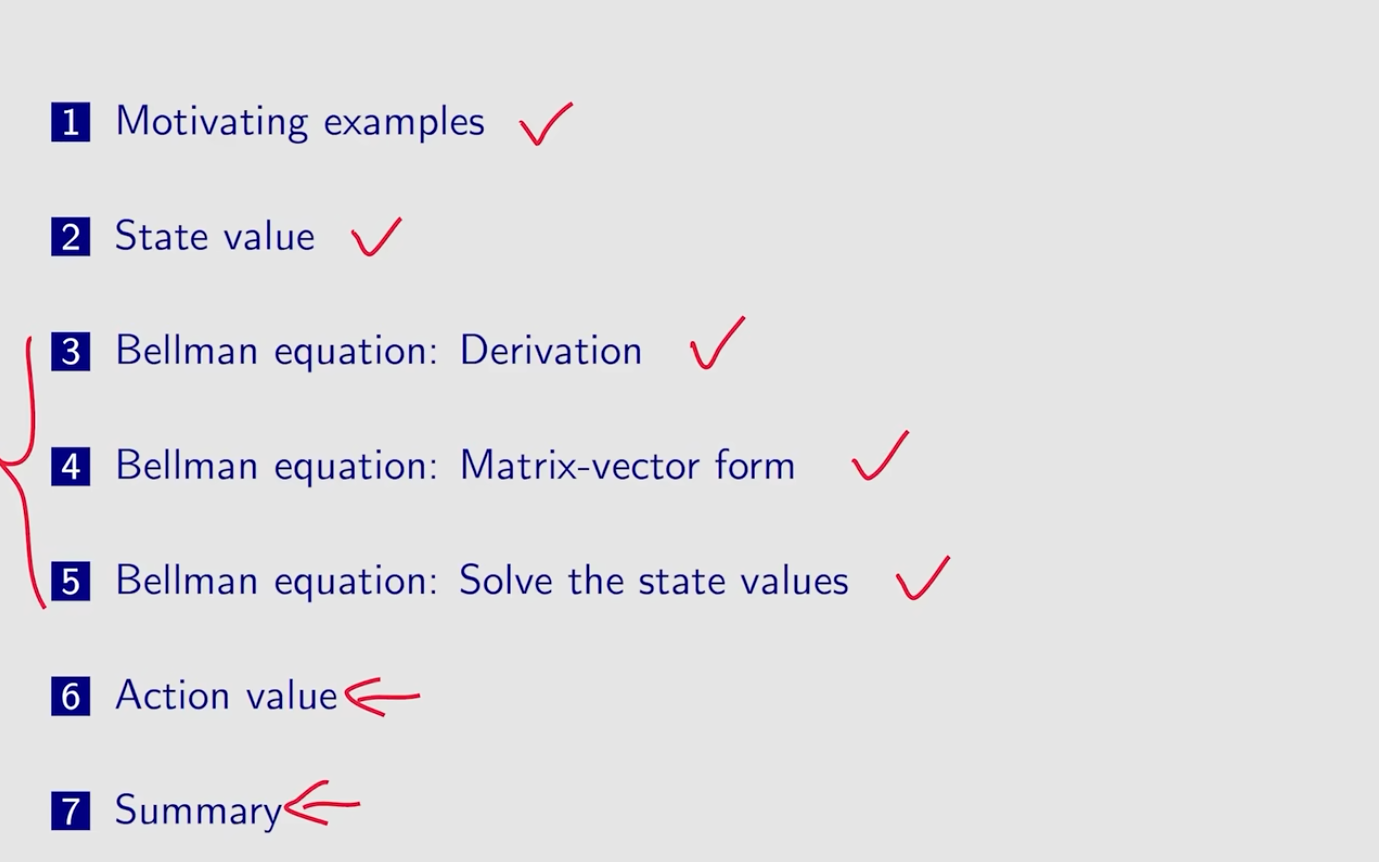 1 Motivating examples
2 State value
3 Bellman equation: Derivation
4 Bellman equation: Matrix-vector form
5 Bellman equation: Solve the state values
6 Action value
7 Summary